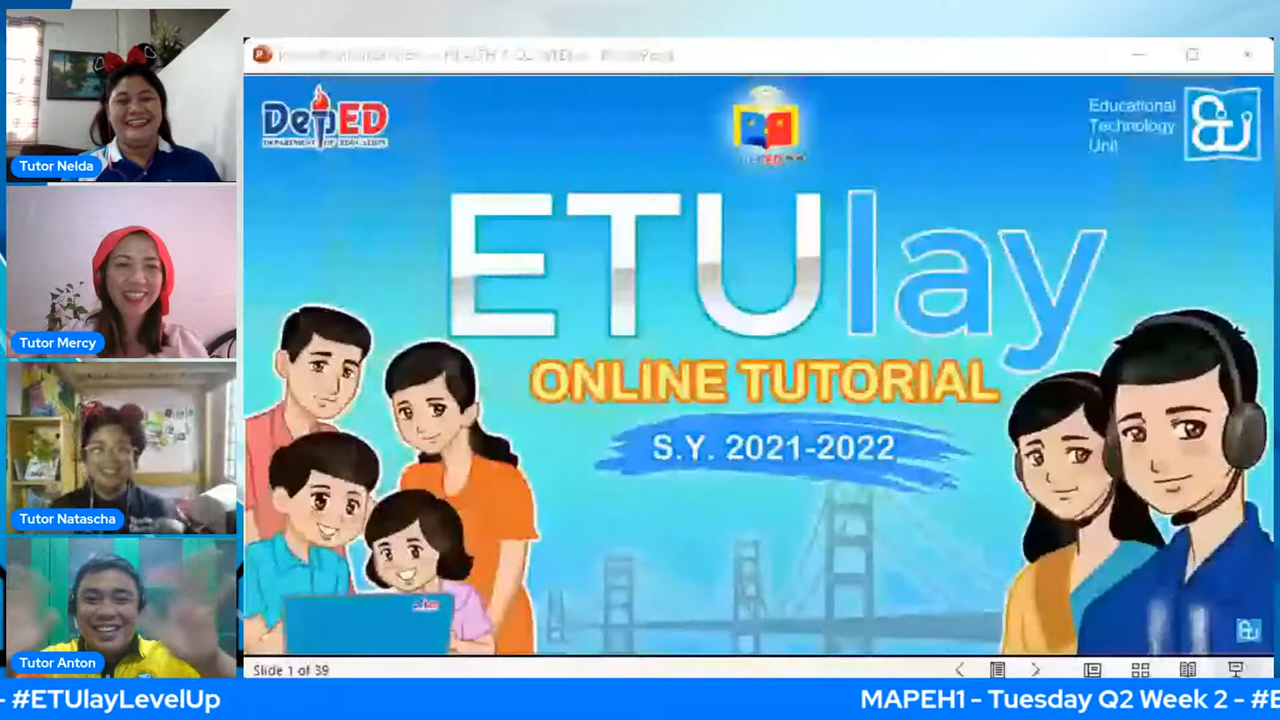 Tutor Nelda
Tutor Mercy
Tutor Natascha
Tutor Anton
DepED
DEPARTMENT OF EDUCATION
Educational
Technology
Unit
ETUlay
ONLINE TUTORIAL
S.Y. 2021-2022
DepED
Slide 1 of 39
- #ETUlayLevelUp
MAPEH1 - Tuesday Q2 Week 2 - #E